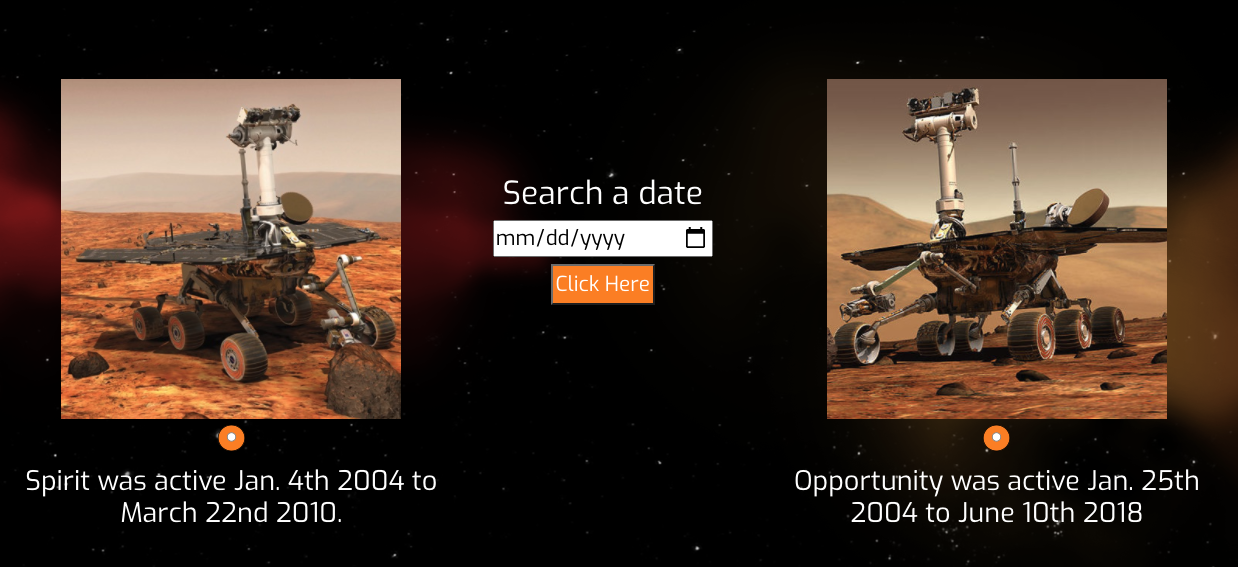 Search a date
mm/dd/yyyy
Click Here
Spirit was active Jan. 4th 2004 to
March 22nd 2010.
Opportunity was active Jan. 25th
2004 to June 10th 2018